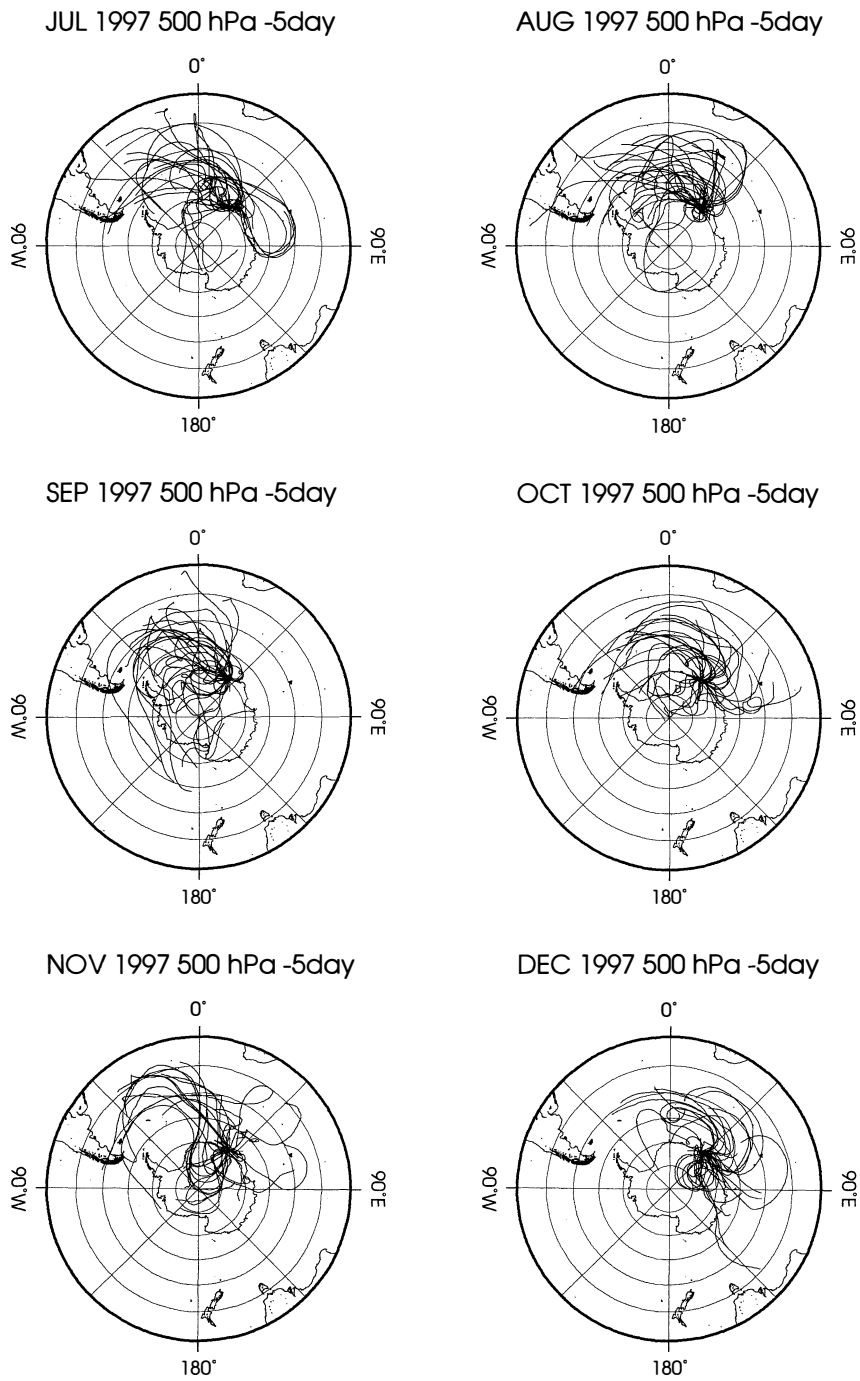 JUL 1997 500 hPa -5day
AUG 1997 500 hPa -5day
0°
0°
90°W
90°E
90°W
90°E
180°
180°
SEP 1997 500 hPa -5day
OCT 1997 500 hPa -5day
0°
0°
90°W
90°E
90°W
90°E
180°
180°
NOV 1997 500 hPa -5day
DEC 1997 500 hPa -5day
0°
0°
90°W
90°E
90°W
90°E
180°
180°